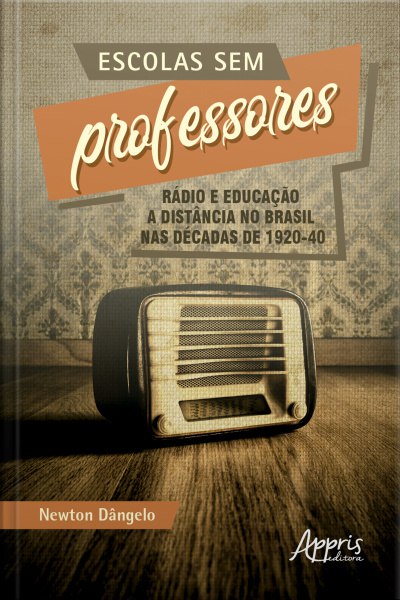 ESCOLAS SEM
professores
RÁDIO E EDUCAÇÃO
A DISTÂNCIA NO BRASIL
NAS DÉCADAS DE 1920-40
Newton Dângelo
Appris
editora